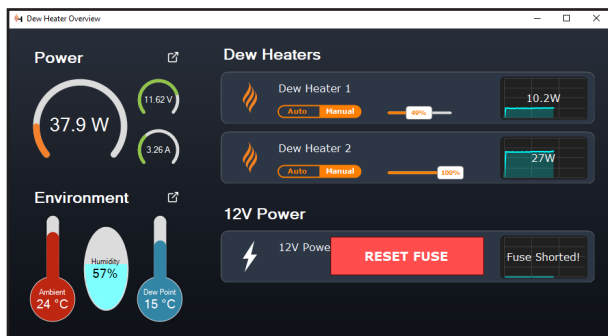 Dew Heater Overview
Power
37.9 W
11.62 V
3.26 A
Environment
Ambient
24 °C
Humidity
57%
Dew Point
15 °C
Dew Heaters
Dew Heater 1
Auto Manual
49%
10.2W
Dew Heater 2
Auto Manual
100%
27W
12V Power
12V Powe
RESET FUSE
Fuse Shorted!